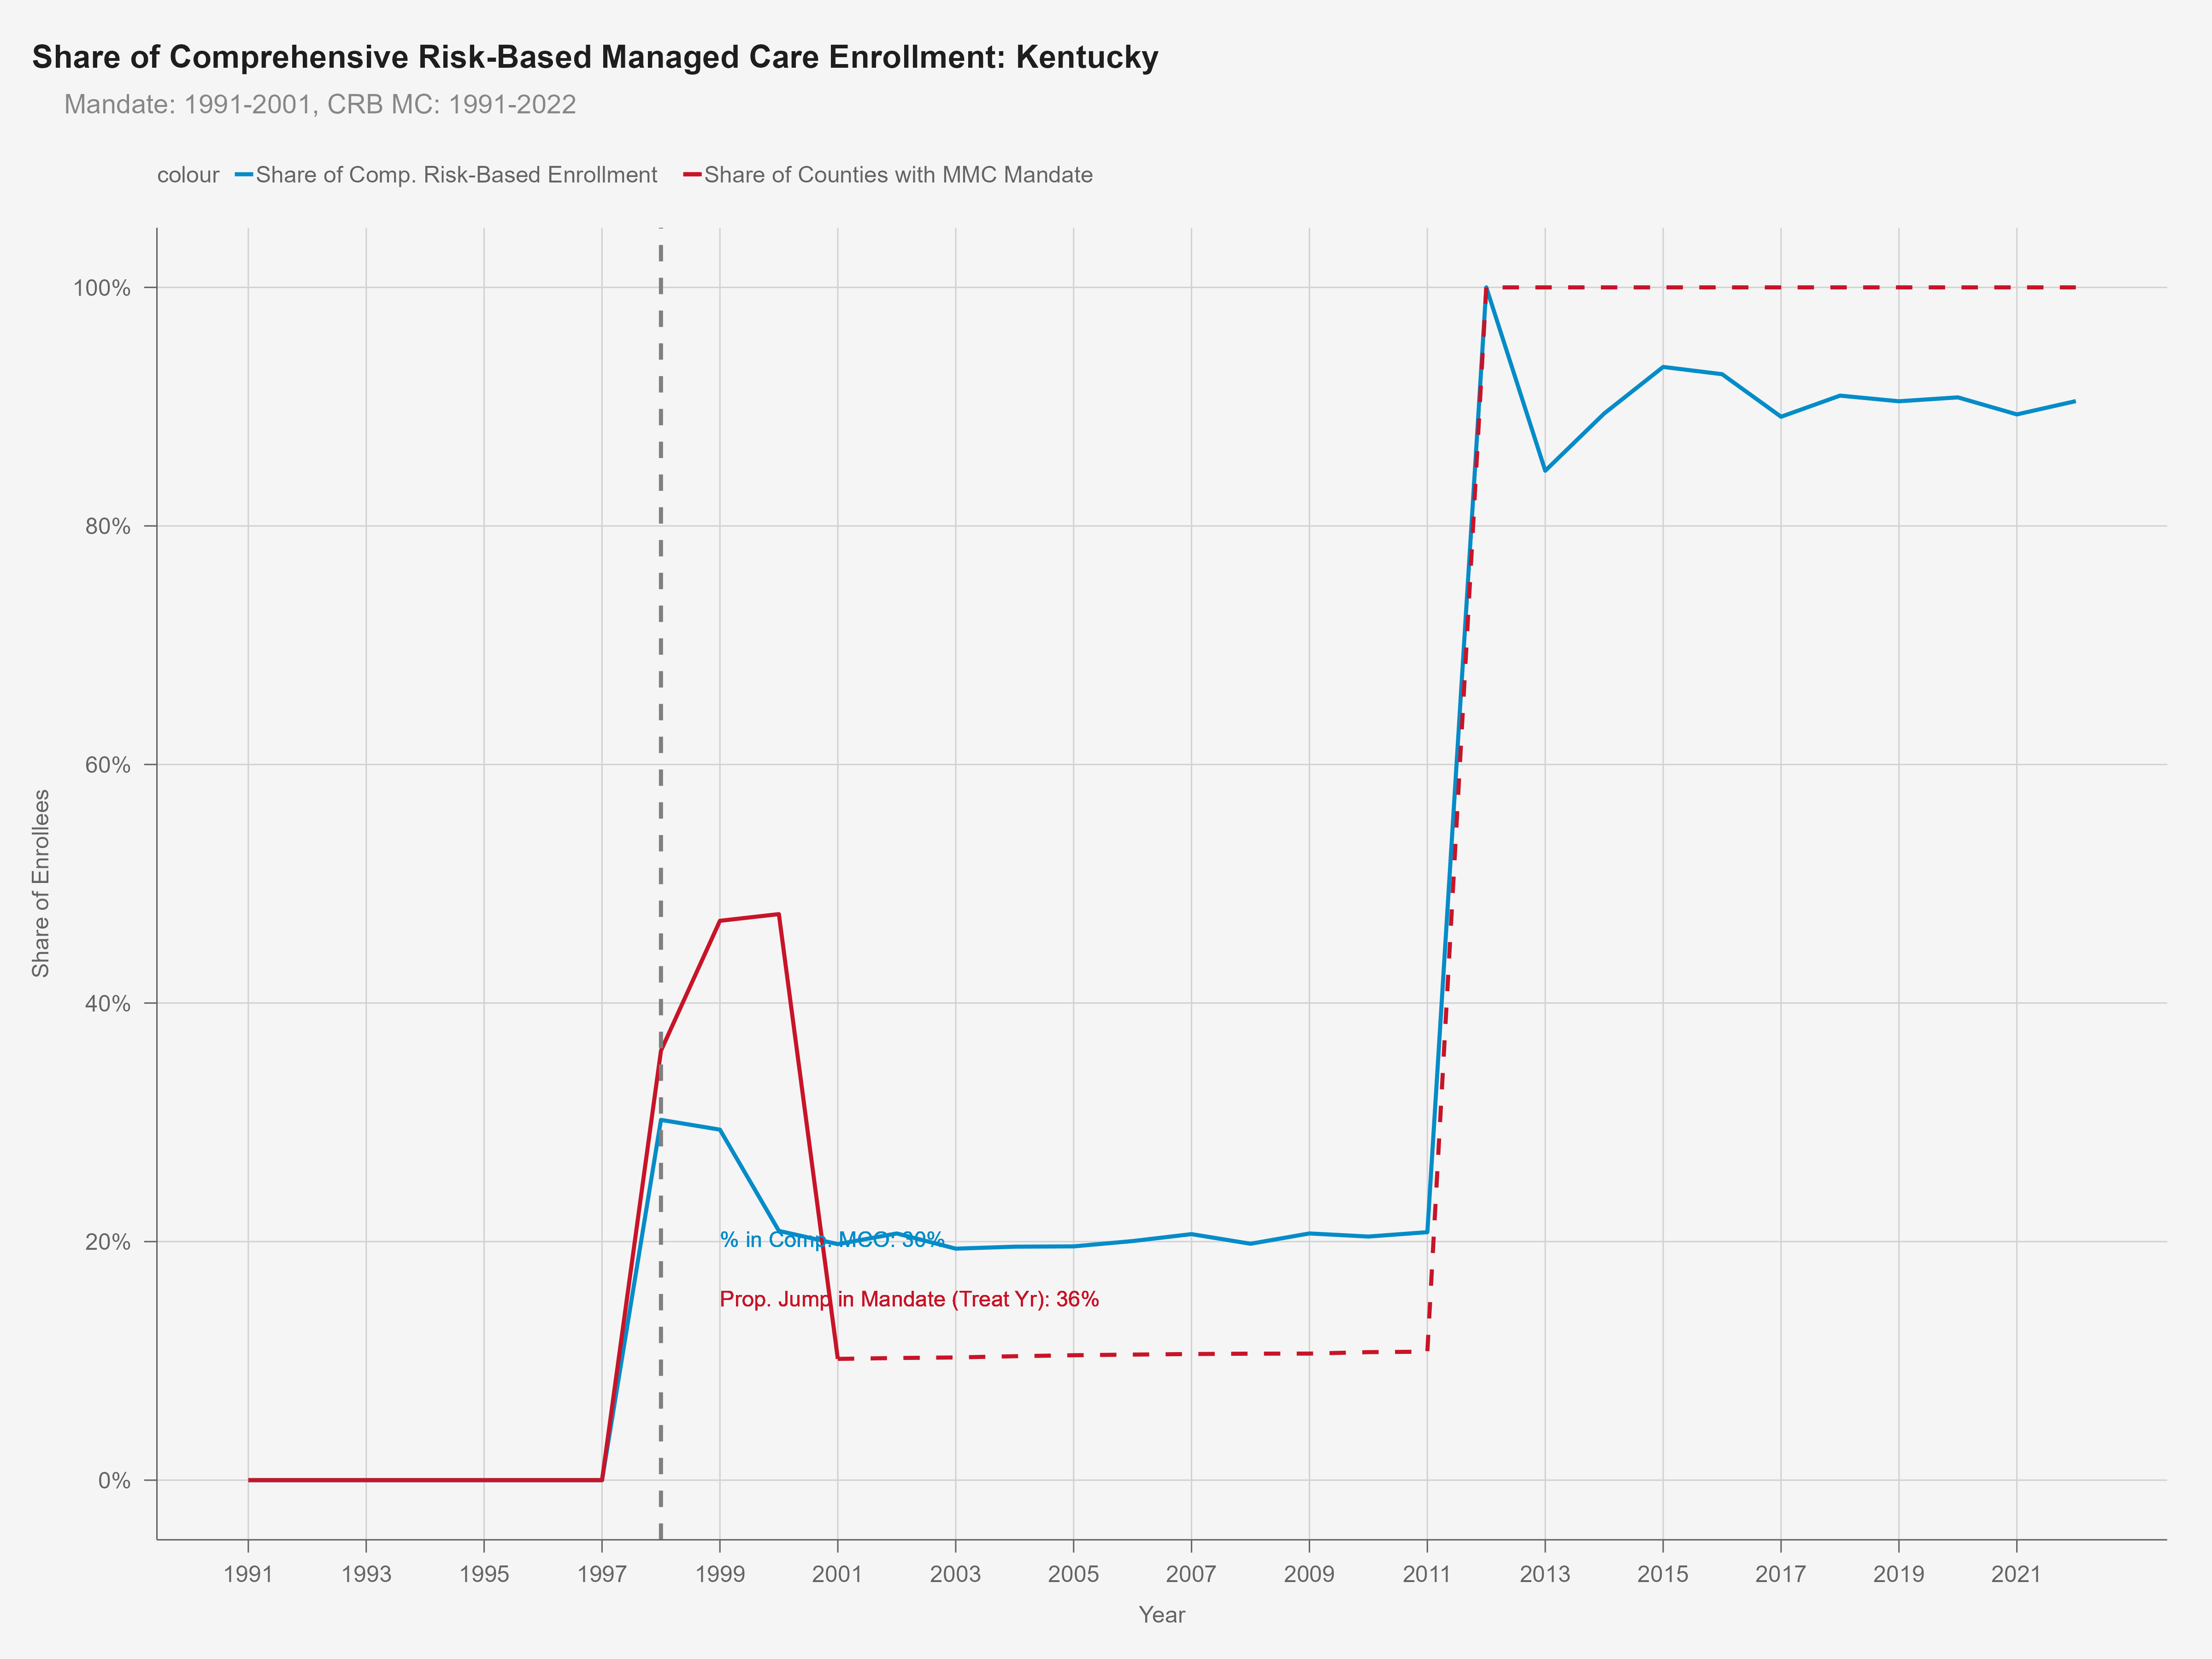 Share of Comprehensive Risk-Based Managed Care Enrollment: Kentucky
Mandate: 1991-2001, CRB MC: 1991-2022
colour Share of Comp. Risk-Based Enrollment Share of Counties with MMC Mandate
100%
80%
60%
40%
20%
0%
Share of Enrollees
% in Comp. MCO: 30%
Prop. Jump in Mandate (Treat Yr): 36%
1991 1993 1995 1997 1999 2001 2003 2005 2007 2009 2011 2013 2015 2017 2019 2021
Year